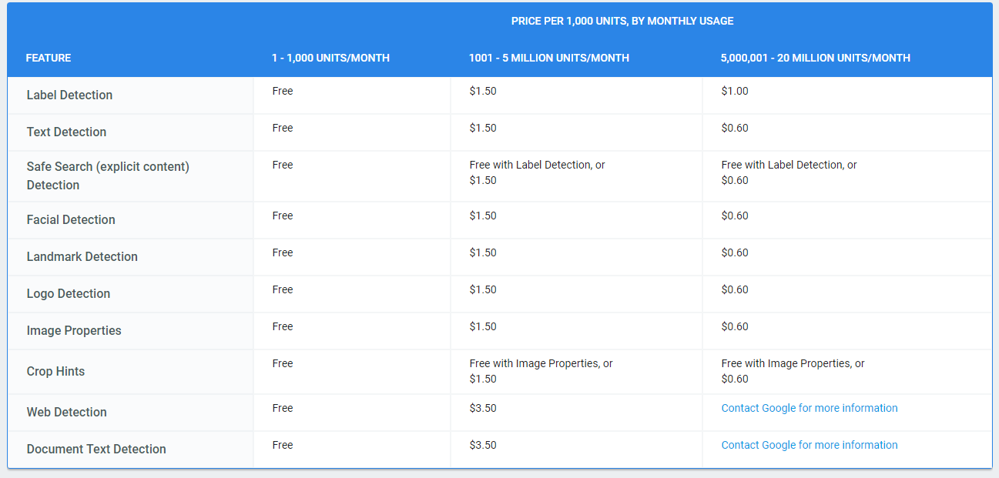 PRICE PER 1,000 UNITS, BY MONTHLY USAGE
FEATURE 1 - 1,000 UNITS/MONTH 1001 - 5 MILLION UNITS/MONTH 5,000,001 - 20 MILLION UNITS/MONTH
Label Detection Free $1.50 $1.00
Text Detection Free $1.50 $0.60
Safe Search (explicit content) Free Free with Label Detection, or Free with Label Detection, or
Detection $1.50 $0.60
Facial Detection Free $1.50 $0.60
Landmark Detection Free $1.50 $0.60
Logo Detection Free $1.50 $0.60
Image Properties Free $1.50 $0.60
Crop Hints Free Free with Image Properties, or Free with Image Properties, or
$1.50 $0.60
Web Detection Free $3.50 Contact Google for more information
Document Text Detection Free $3.50 Contact Google for more information